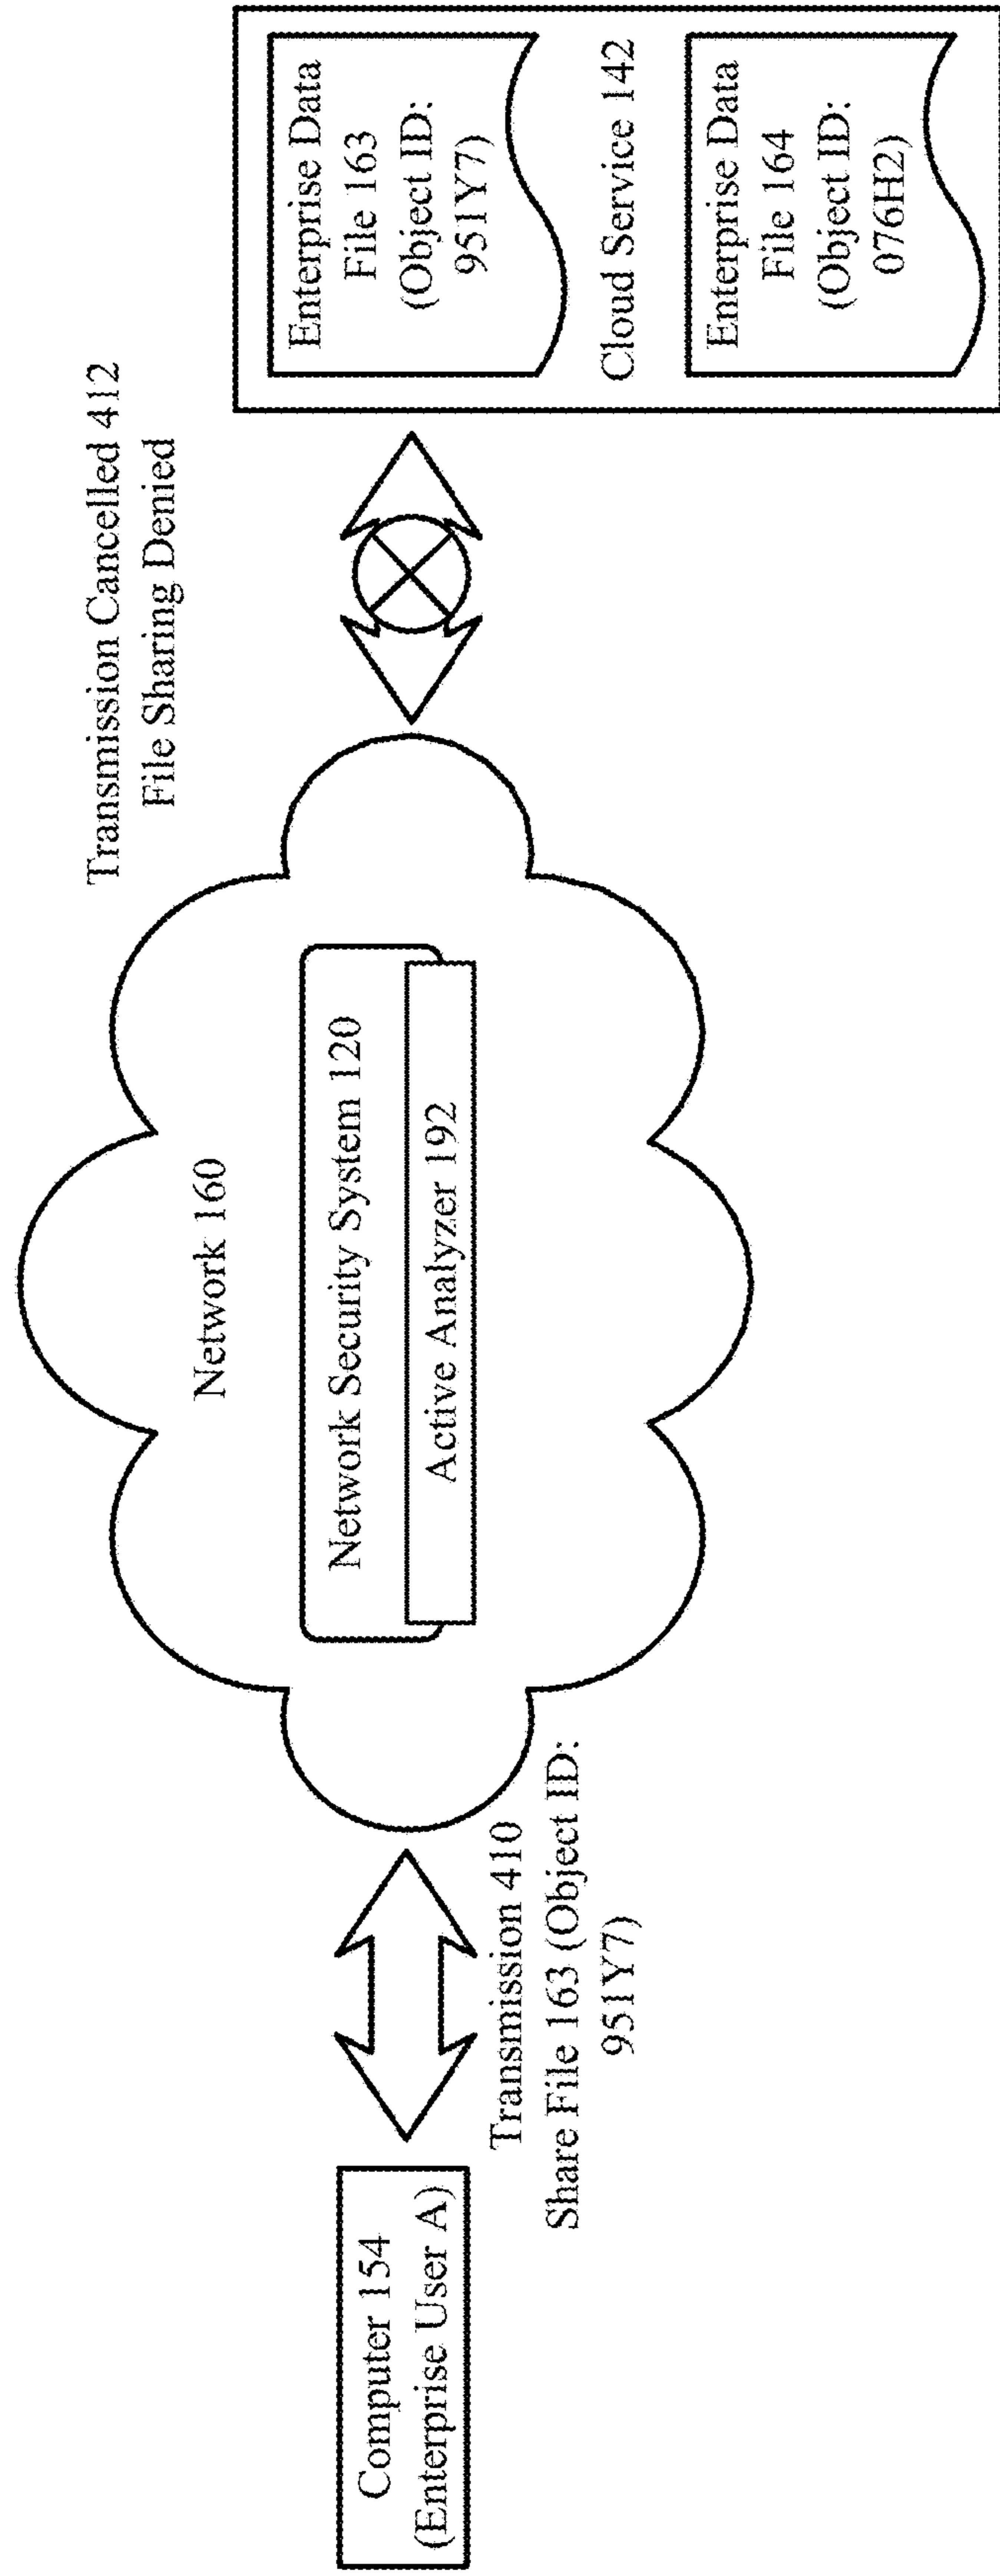 Computer 154
(Enterprise User A)
Transmission 410
Share File 163 (Object ID:
951Y7)
Network 160
Network Security System 120
Active Analyzer 192
Transmission Cancelled 412
File Sharing Denied
Enterprise Data
File 163
(Object ID:
951Y7)
Cloud Service 142
Enterprise Data
File 164
(Object ID:
076H2)